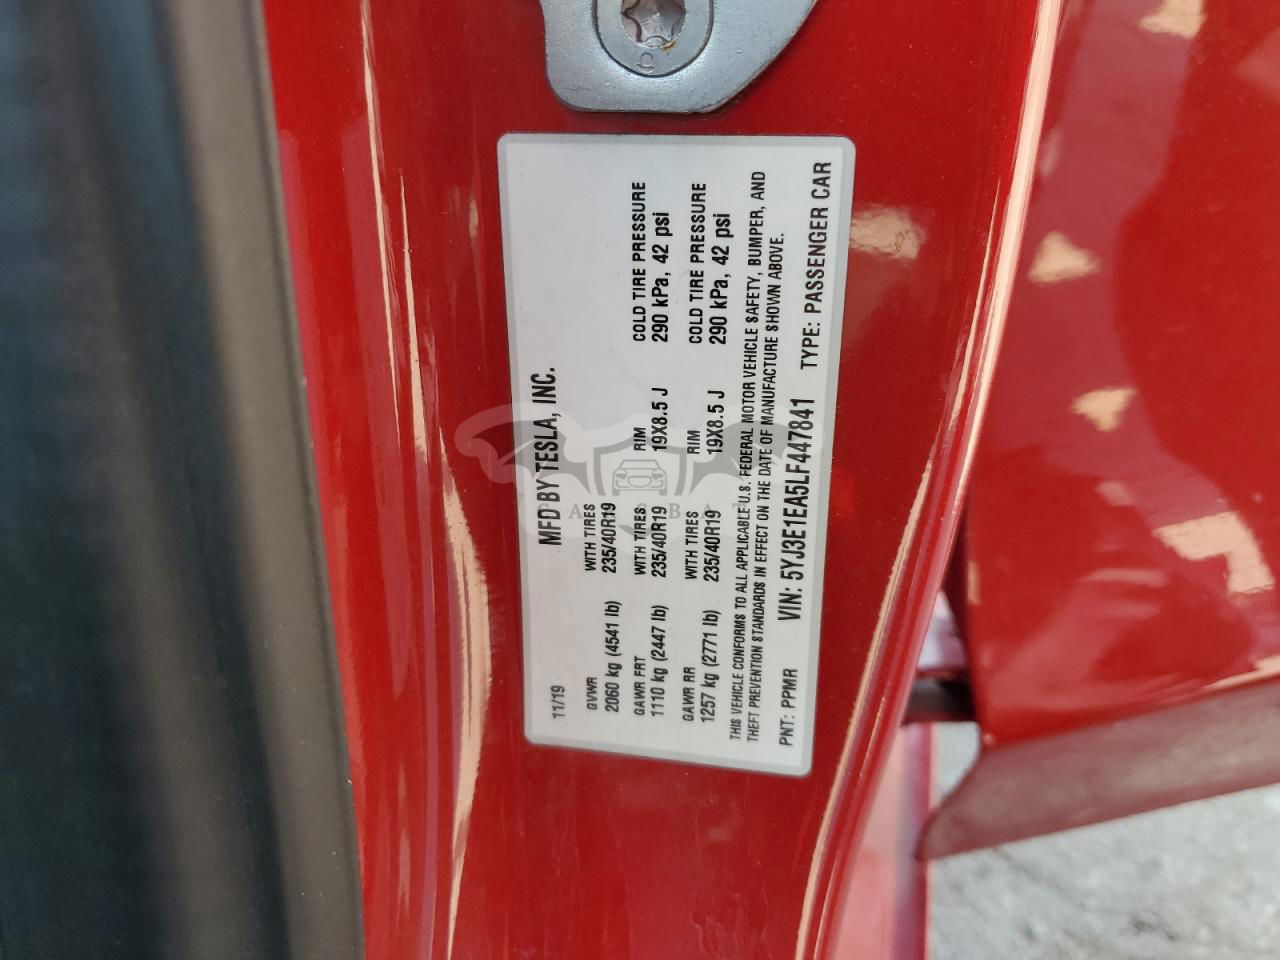 MFD BY TESLA, INC.
11/19
GVWR WITH TIRES
2060 kg (4541 lb) 235/40R19
GAWR FRT WITH TIRES RIM COLD TIRE PRESSURE
1110 kg (2447 lb) 235/40R19 19X8.5 J 290 kPa, 42 psi
GAWR RR WITH TIRES RIM COLD TIRE PRESSURE
1257 kg (2771 lb) 235/40R19 19X8.5 J 290 kPa, 42 psi
THIS VEHICLE CONFORMS TO ALL APPLICABLE U.S. FEDERAL MOTOR VEHICLE SAFETY, BUMPER, AND
THEFT PREVENTION STANDARDS IN EFFECT ON THE DATE OF MANUFACTURE SHOWN ABOVE.
PNT: PPMR VIN: 5YJ3E1EA5LF447841 TYPE: PASSENGER CAR